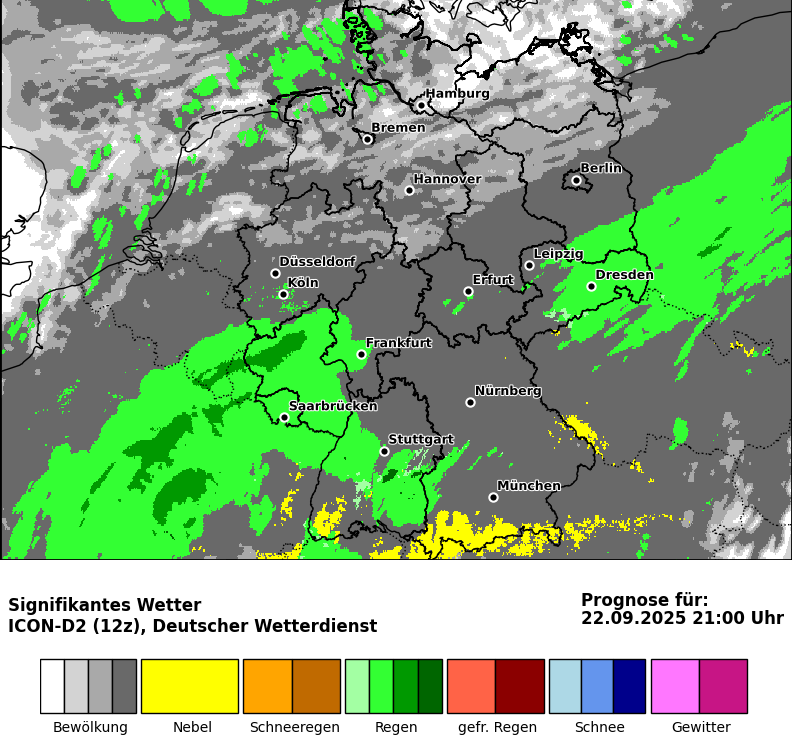 Hamburg
Bremen
Berlin
Hannover
Leipzig
Düsseldorf
Dresden
Köln
Erfurt
Frankfurt
Nürnberg
Saarbrücken
Stuttgart
München
Signifikantes Wetter
ICON-D2 (12z), Deutscher Wetterdienst
Prognose für:
22.09.2025 21:00 Uhr
Bewölkung Nebel Schneeregen Regen gefr. Regen Schnee Gewitter